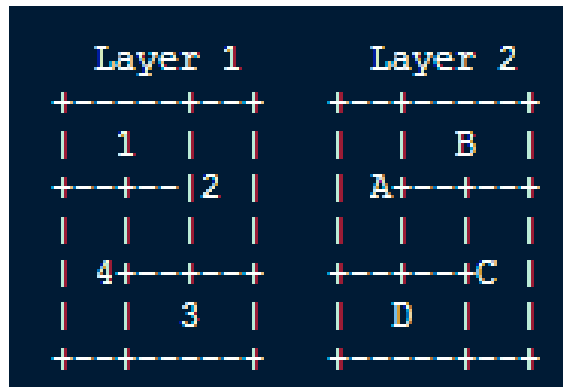 Layer 1        Layer 2
+-----+--+    +--+-----+
|  1  |  |    |  |  B  |
+--+--|2 |    | A+--+--+
|  |  |  |    |  |  |  |
| 4+--+--+    +--+--+C |
|  |  3  |    |  D  |  |
+--+-----+    +-----+--+